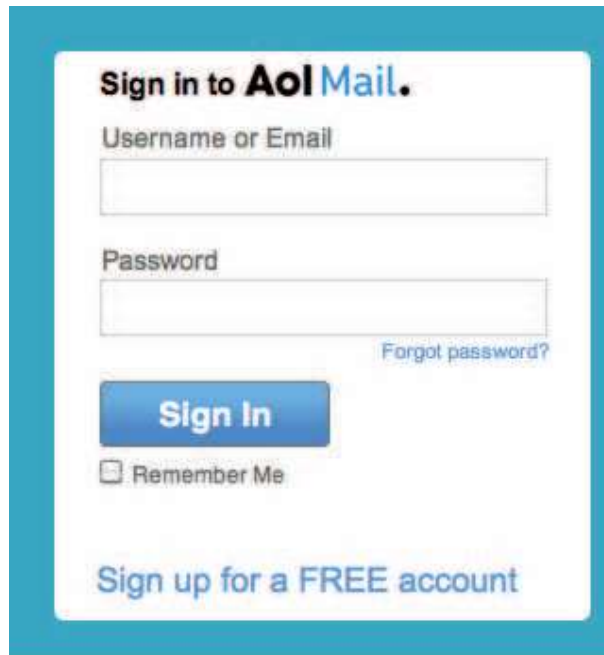 Sign in to Aol Mail.
Username or Email
Password
Forgot password?
Sign In
Remember Me
Sign up for a FREE account